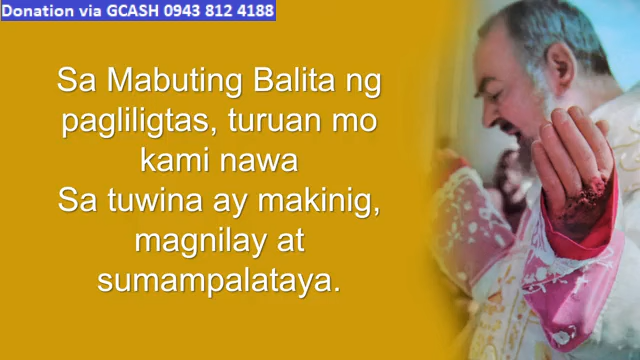 Donation via GCASH 0943 812 4188
Sa Mabuting Balita ng
pagliligtas, turuan mo
kami nawa
Sa tuwina ay makinig,
magnilay at
sumampalataya.